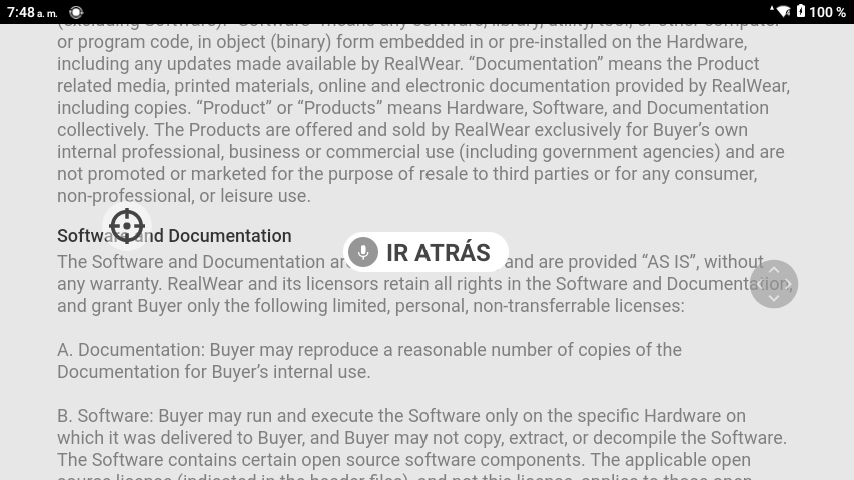 7:48 a. m.
100 %
or program code, in object (binary) form embedded in or pre-installed on the Hardware,
including any updates made available by RealWear. “Documentation” means the Product
related media, printed materials, online and electronic documentation provided by RealWear,
including copies. “Product” or “Products” means Hardware, Software, and Documentation
collectively. The Products are offered and sold by RealWear exclusively for Buyer’s own
internal professional, business or commercial use (including government agencies) and are
not promoted or marketed for the purpose of resale to third parties or for any consumer,
non-professional, or leisure use.
Software and Documentation
IR ATRÁS
The Software and Documentation and are provided “AS IS”, without
any warranty. RealWear and its licensors retain all rights in the Software and Documentation,
and grant Buyer only the following limited, personal, non-transferrable licenses:
A. Documentation: Buyer may reproduce a reasonable number of copies of the
Documentation for Buyer’s internal use.
B. Software: Buyer may run and execute the Software only on the specific Hardware on
which it was delivered to Buyer, and Buyer may not copy, extract, or decompile the Software.
The Software contains certain open source software components. The applicable open